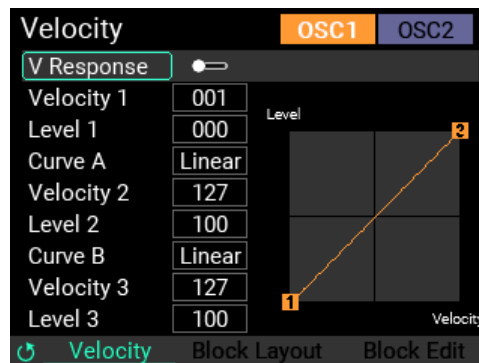 Velocity OSC1 OSC2
V Response
Velocity 1 001
Level 1 000
Curve A Linear
Velocity 2 127
Level 2 100
Curve B Linear
Velocity 3 127
Level 3 100
Level
2
1
Velocity
Velocity Block Layout Block Edit